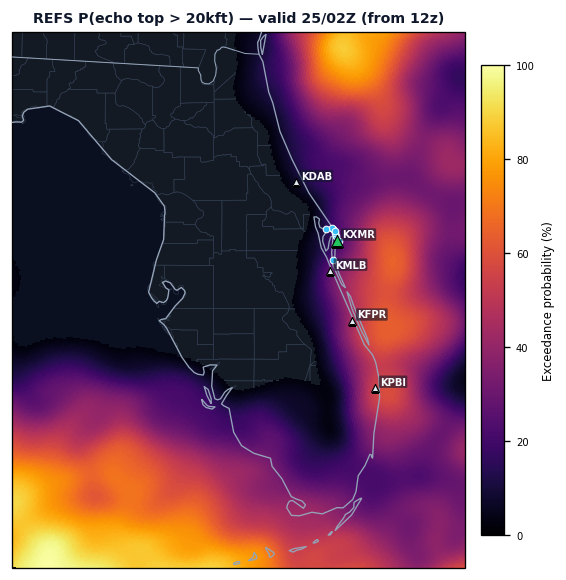 REFS P(echo top > 20kft) — valid 25/02Z (from 12z)
KDAB
KXMR
KMLB
KFPR
KPBI
100
80
60
40
20
0
Exceedance probability (%)